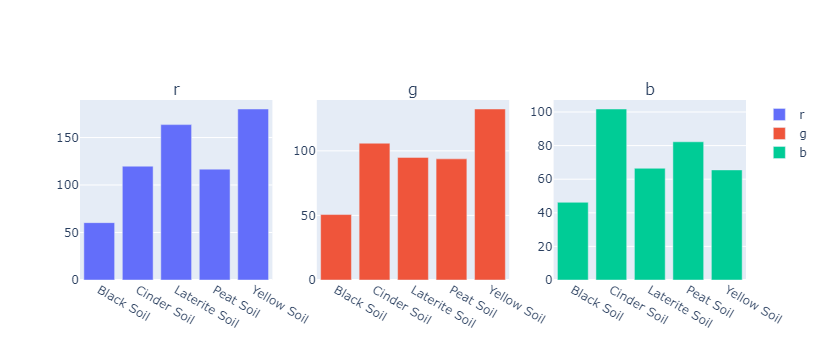 r
g
b
150
100
50
0
Black Soil
Cinder Soil
Laterite Soil
Peat Soil
Yellow Soil
100
50
0
Black Soil
Cinder Soil
Laterite Soil
Peat Soil
Yellow Soil
100
80
60
40
20
0
Black Soil
Cinder Soil
Laterite Soil
Peat Soil
Yellow Soil
r
g
b